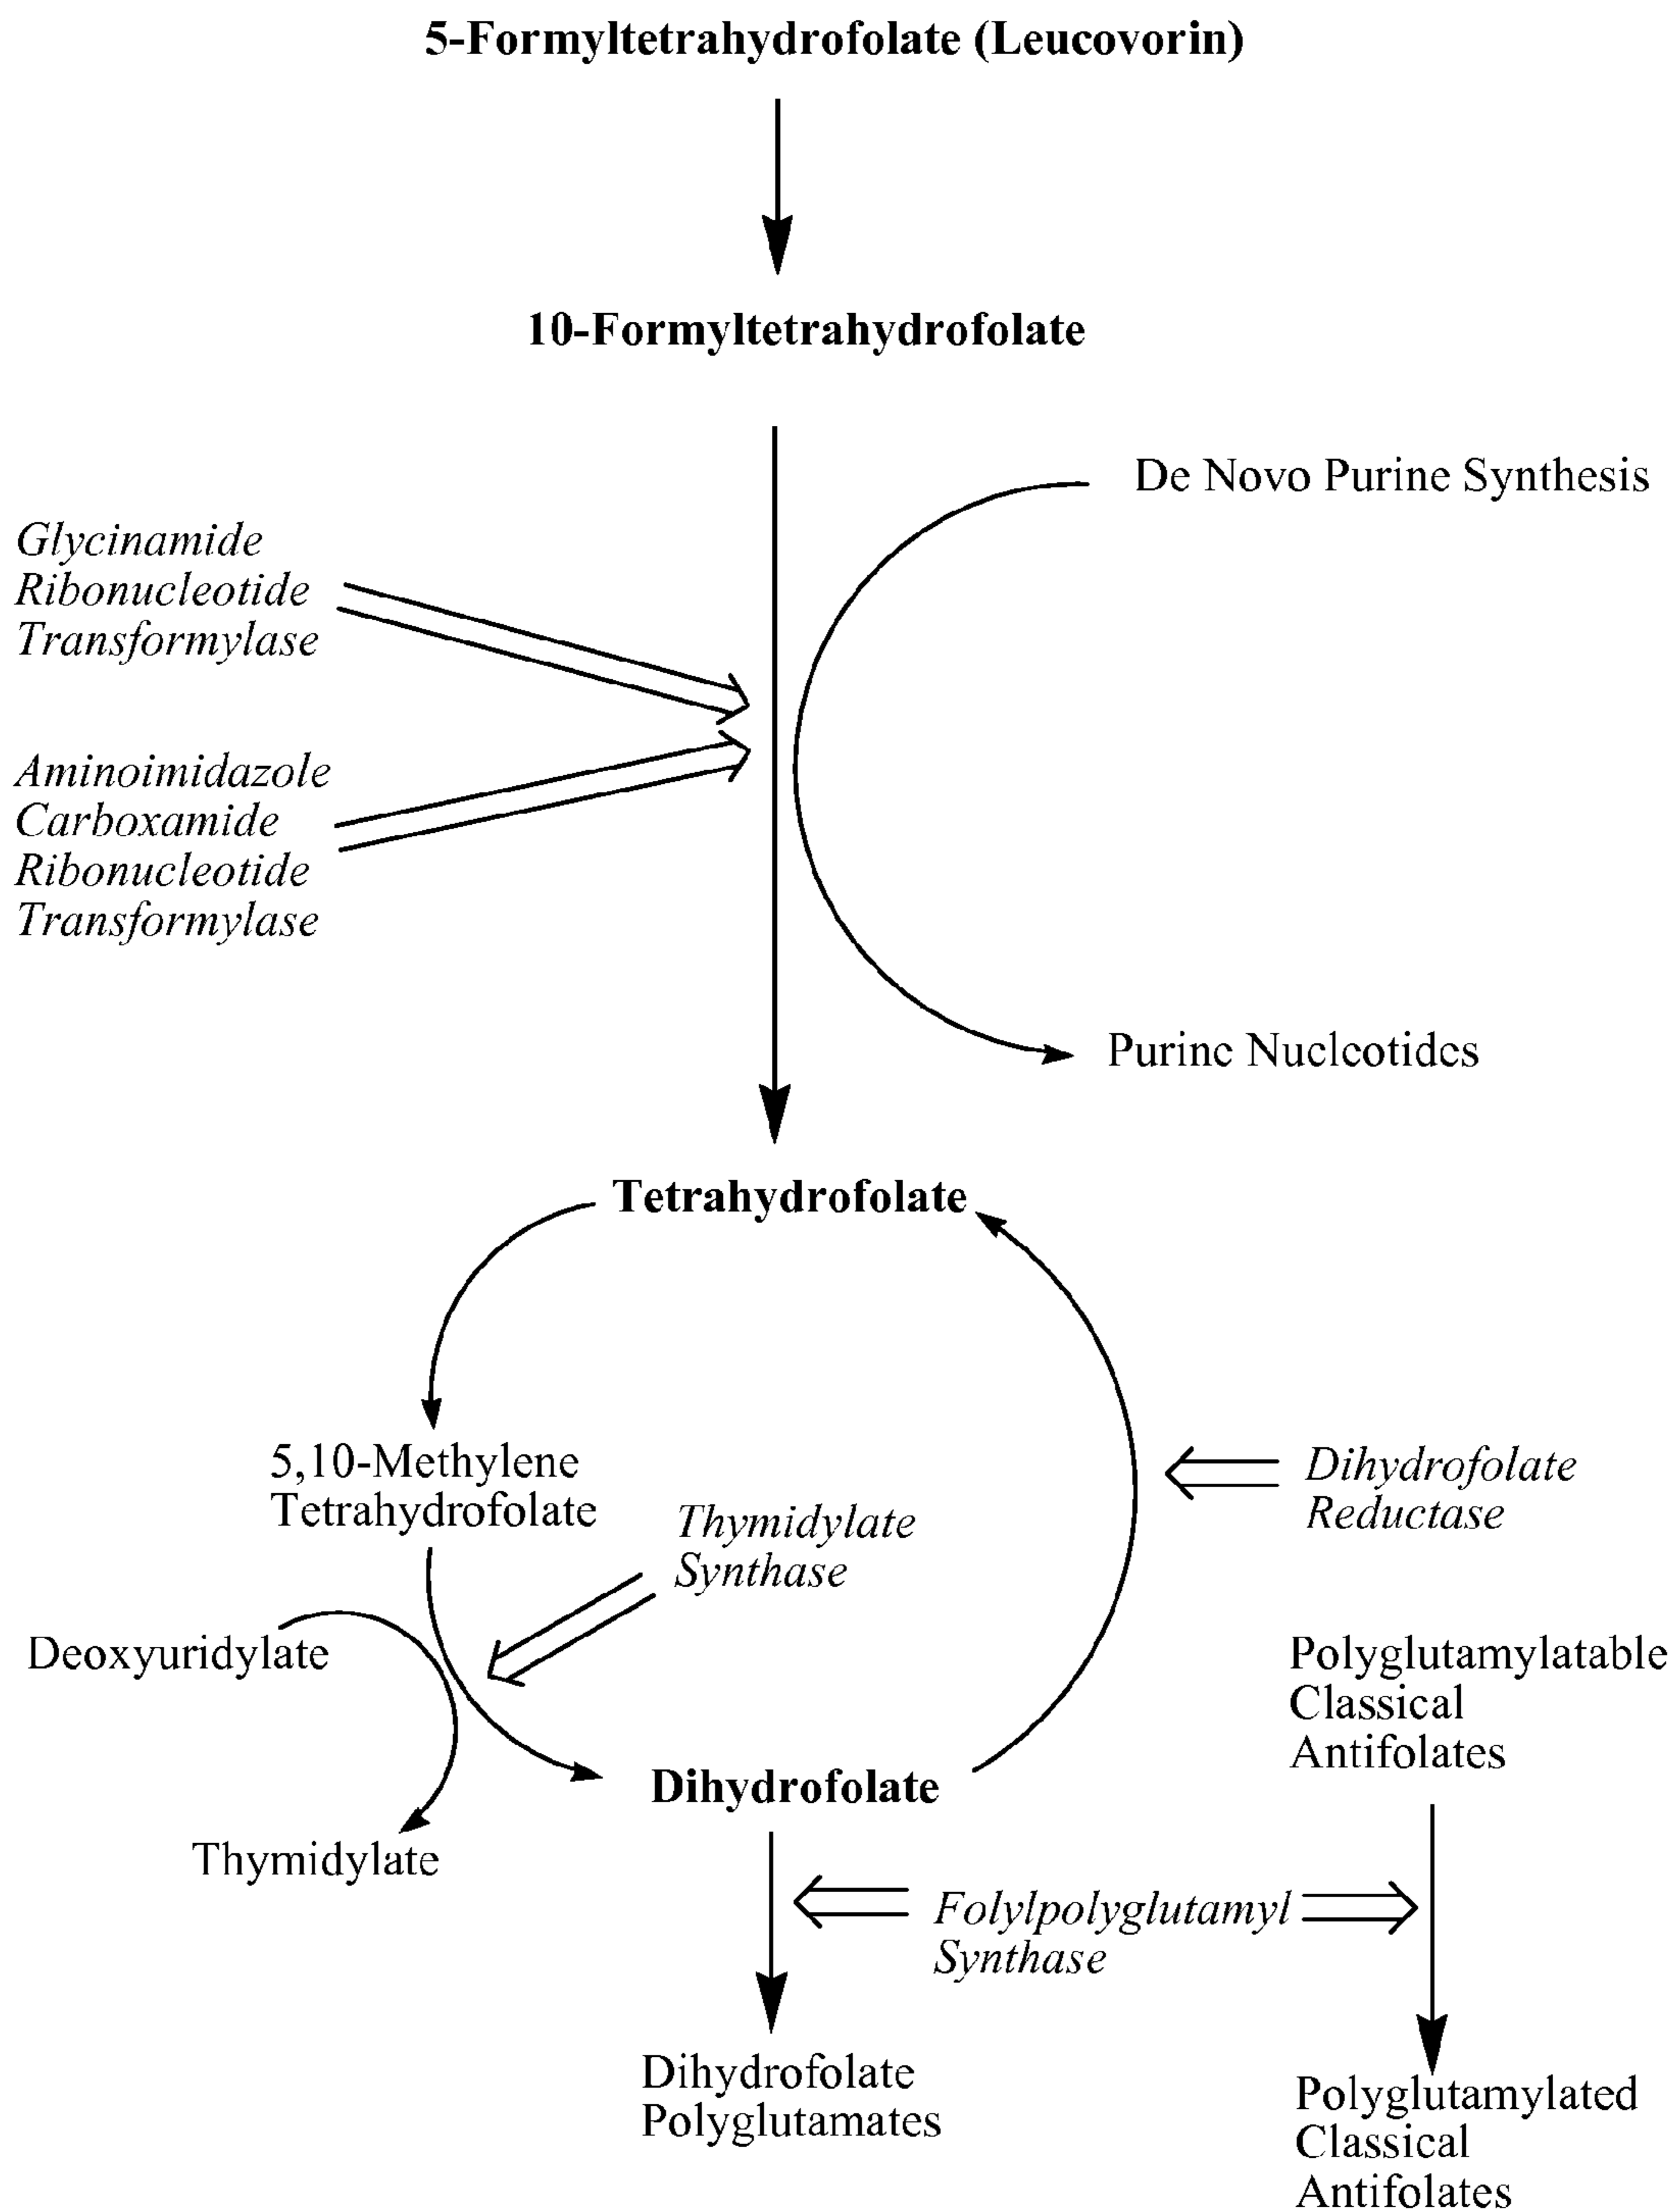 5-Formyltetrahydrofolate (Leucovorin)
10-Formyltetrahydrofolate
De Novo Purine Synthesis
Glycinamide
Ribonucleotide
Transformylase
Aminoimidazole
Carboxamide
Ribonucleotide
Transformylase
Purine Nucleotides
Tetrahydrofolate
5,10-Methylene
Tetrahydrofolate
Thymidylate
Synthase
Dihydrofolate
Reductase
Deoxyuridylate
Thymidylate
Dihydrofolate
Polyglutamylatable
Classical
Antifolates
Folylpolyglutamyl
Synthase
Dihydrofolate
Polyglutamates
Polyglutamylated
Classical
Antifolates